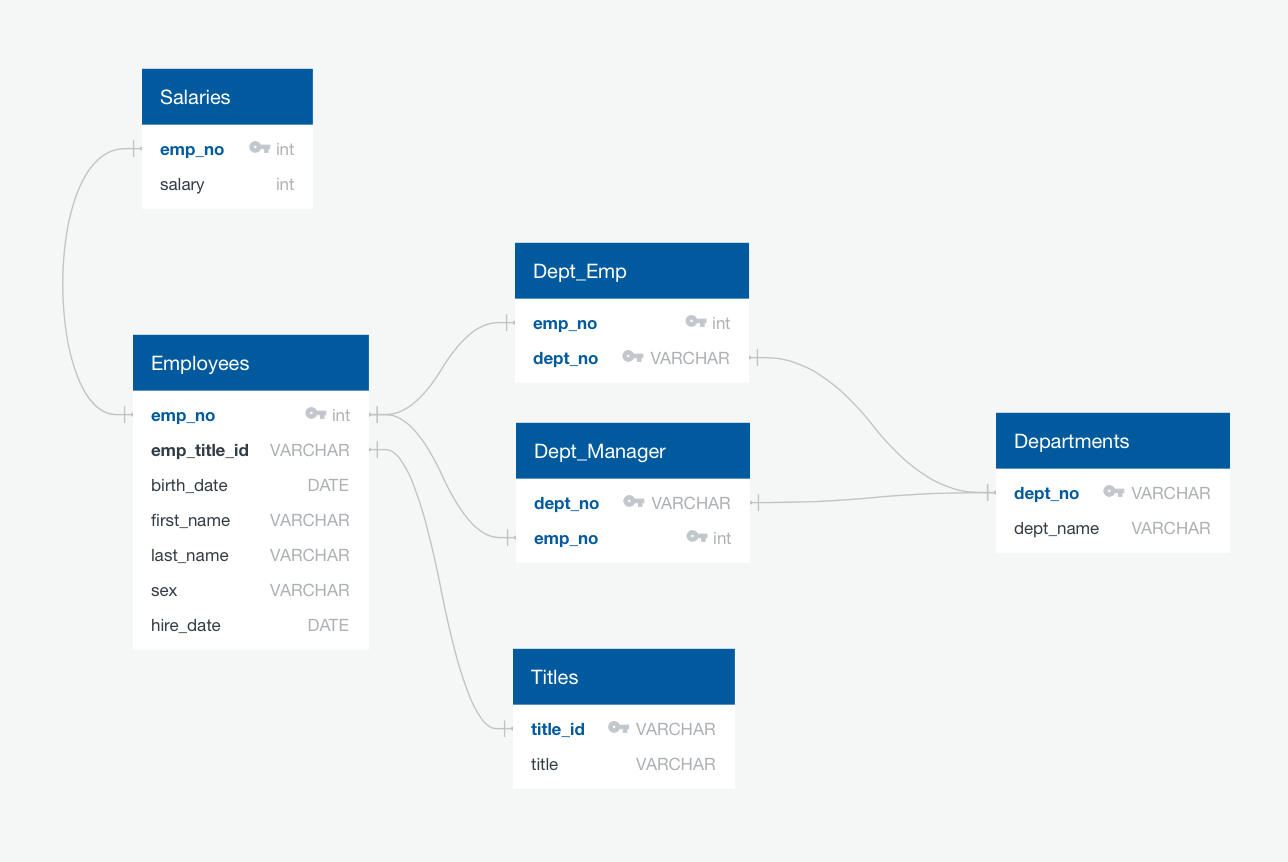 Salaries
emp_no int
salary int
Dept_Emp
emp_no int
dept_no VARCHAR
Employees
emp_no int
emp_title_id VARCHAR
birth_date DATE
first_name VARCHAR
last_name VARCHAR
sex VARCHAR
hire_date DATE
Dept_Manager
dept_no VARCHAR
emp_no int
Departments
dept_no VARCHAR
dept_name VARCHAR
Titles
title_id VARCHAR
title VARCHAR